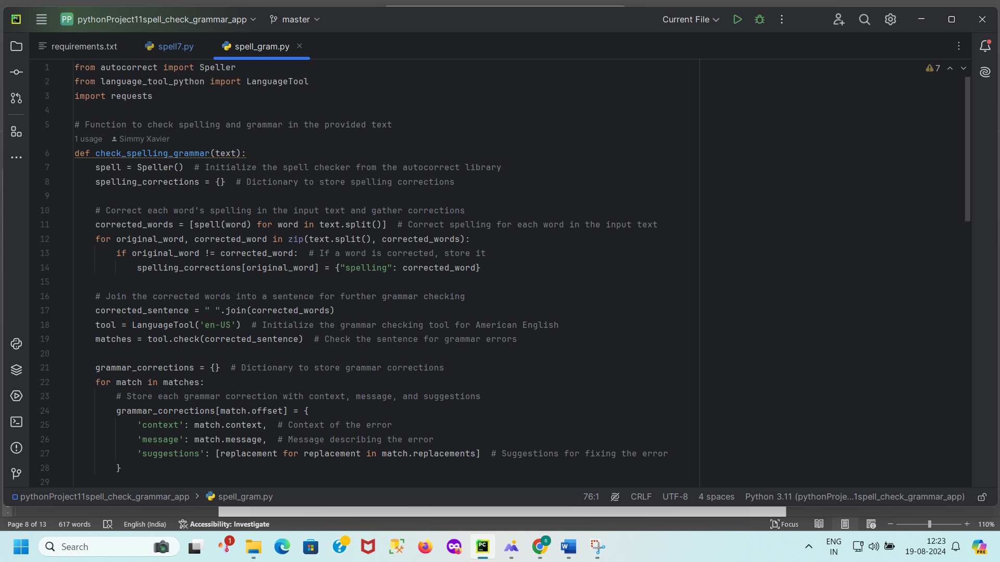 PP pythonProject11spell_check_grammar_app master Current File
requirements.txt spell7.py spell_gram.py
7
1 from autocorrect import Speller
2 from language_tool_python import LanguageTool
3 import requests
4
5 # Function to check spelling and grammar in the provided text
1 usage Simmy Xavier
6 def check_spelling_grammar(text):
7 spell = Speller() # Initialize the spell checker from the autocorrect library
8 spelling_corrections = {} # Dictionary to store spelling corrections
9
10 # Correct each word's spelling in the input text and gather corrections
11 corrected_words = [spell(word) for word in text.split()] # Correct spelling for each word in the input text
12 for original_word, corrected_word in zip(text.split(), corrected_words):
13 if original_word != corrected_word: # If a word is corrected, store it
14 spelling_corrections[original_word] = {"spelling": corrected_word}
15
16 # Join the corrected words into a sentence for further grammar checking
17 corrected_sentence = " ".join(corrected_words)
18 tool = LanguageTool('en-US') # Initialize the grammar checking tool for American English
19 matches = tool.check(corrected_sentence) # Check the sentence for grammar errors
20
21 grammar_corrections = {} # Dictionary to store grammar corrections
22 for match in matches:
23 # Store each grammar correction with context, message, and suggestions
24 grammar_corrections[match.offset] = {
25 'context': match.context, # Context of the error
26 'message': match.message, # Message describing the error
27 'suggestions': [replacement for replacement in match.replacements] # Suggestions for fixing the error
28 }
29
pythonProject11spell_check_grammar_app > spell_gram.py 76:1 CRLF UTF-8 4 spaces Python 3.11 (pythonProje...1spell_check_grammar_app)
Page 8 of 13 617 words English (India) Accessibility: Investigate Focus 110%
Search 1 PC S W ENG 12:23 PRE
IN 19-08-2024